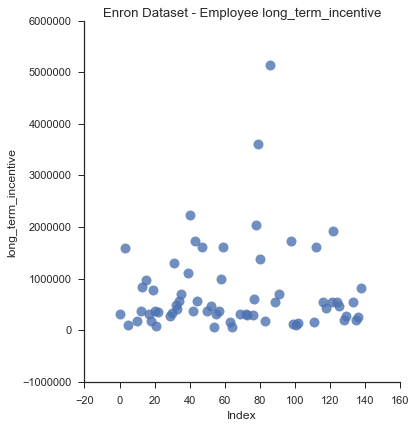 Enron Dataset - Employee long_term_incentive
6000000
5000000
4000000
3000000
2000000
1000000
0
−1000000
long_term_incentive
−20 0 20 40 60 80 100 120 140 160
Index